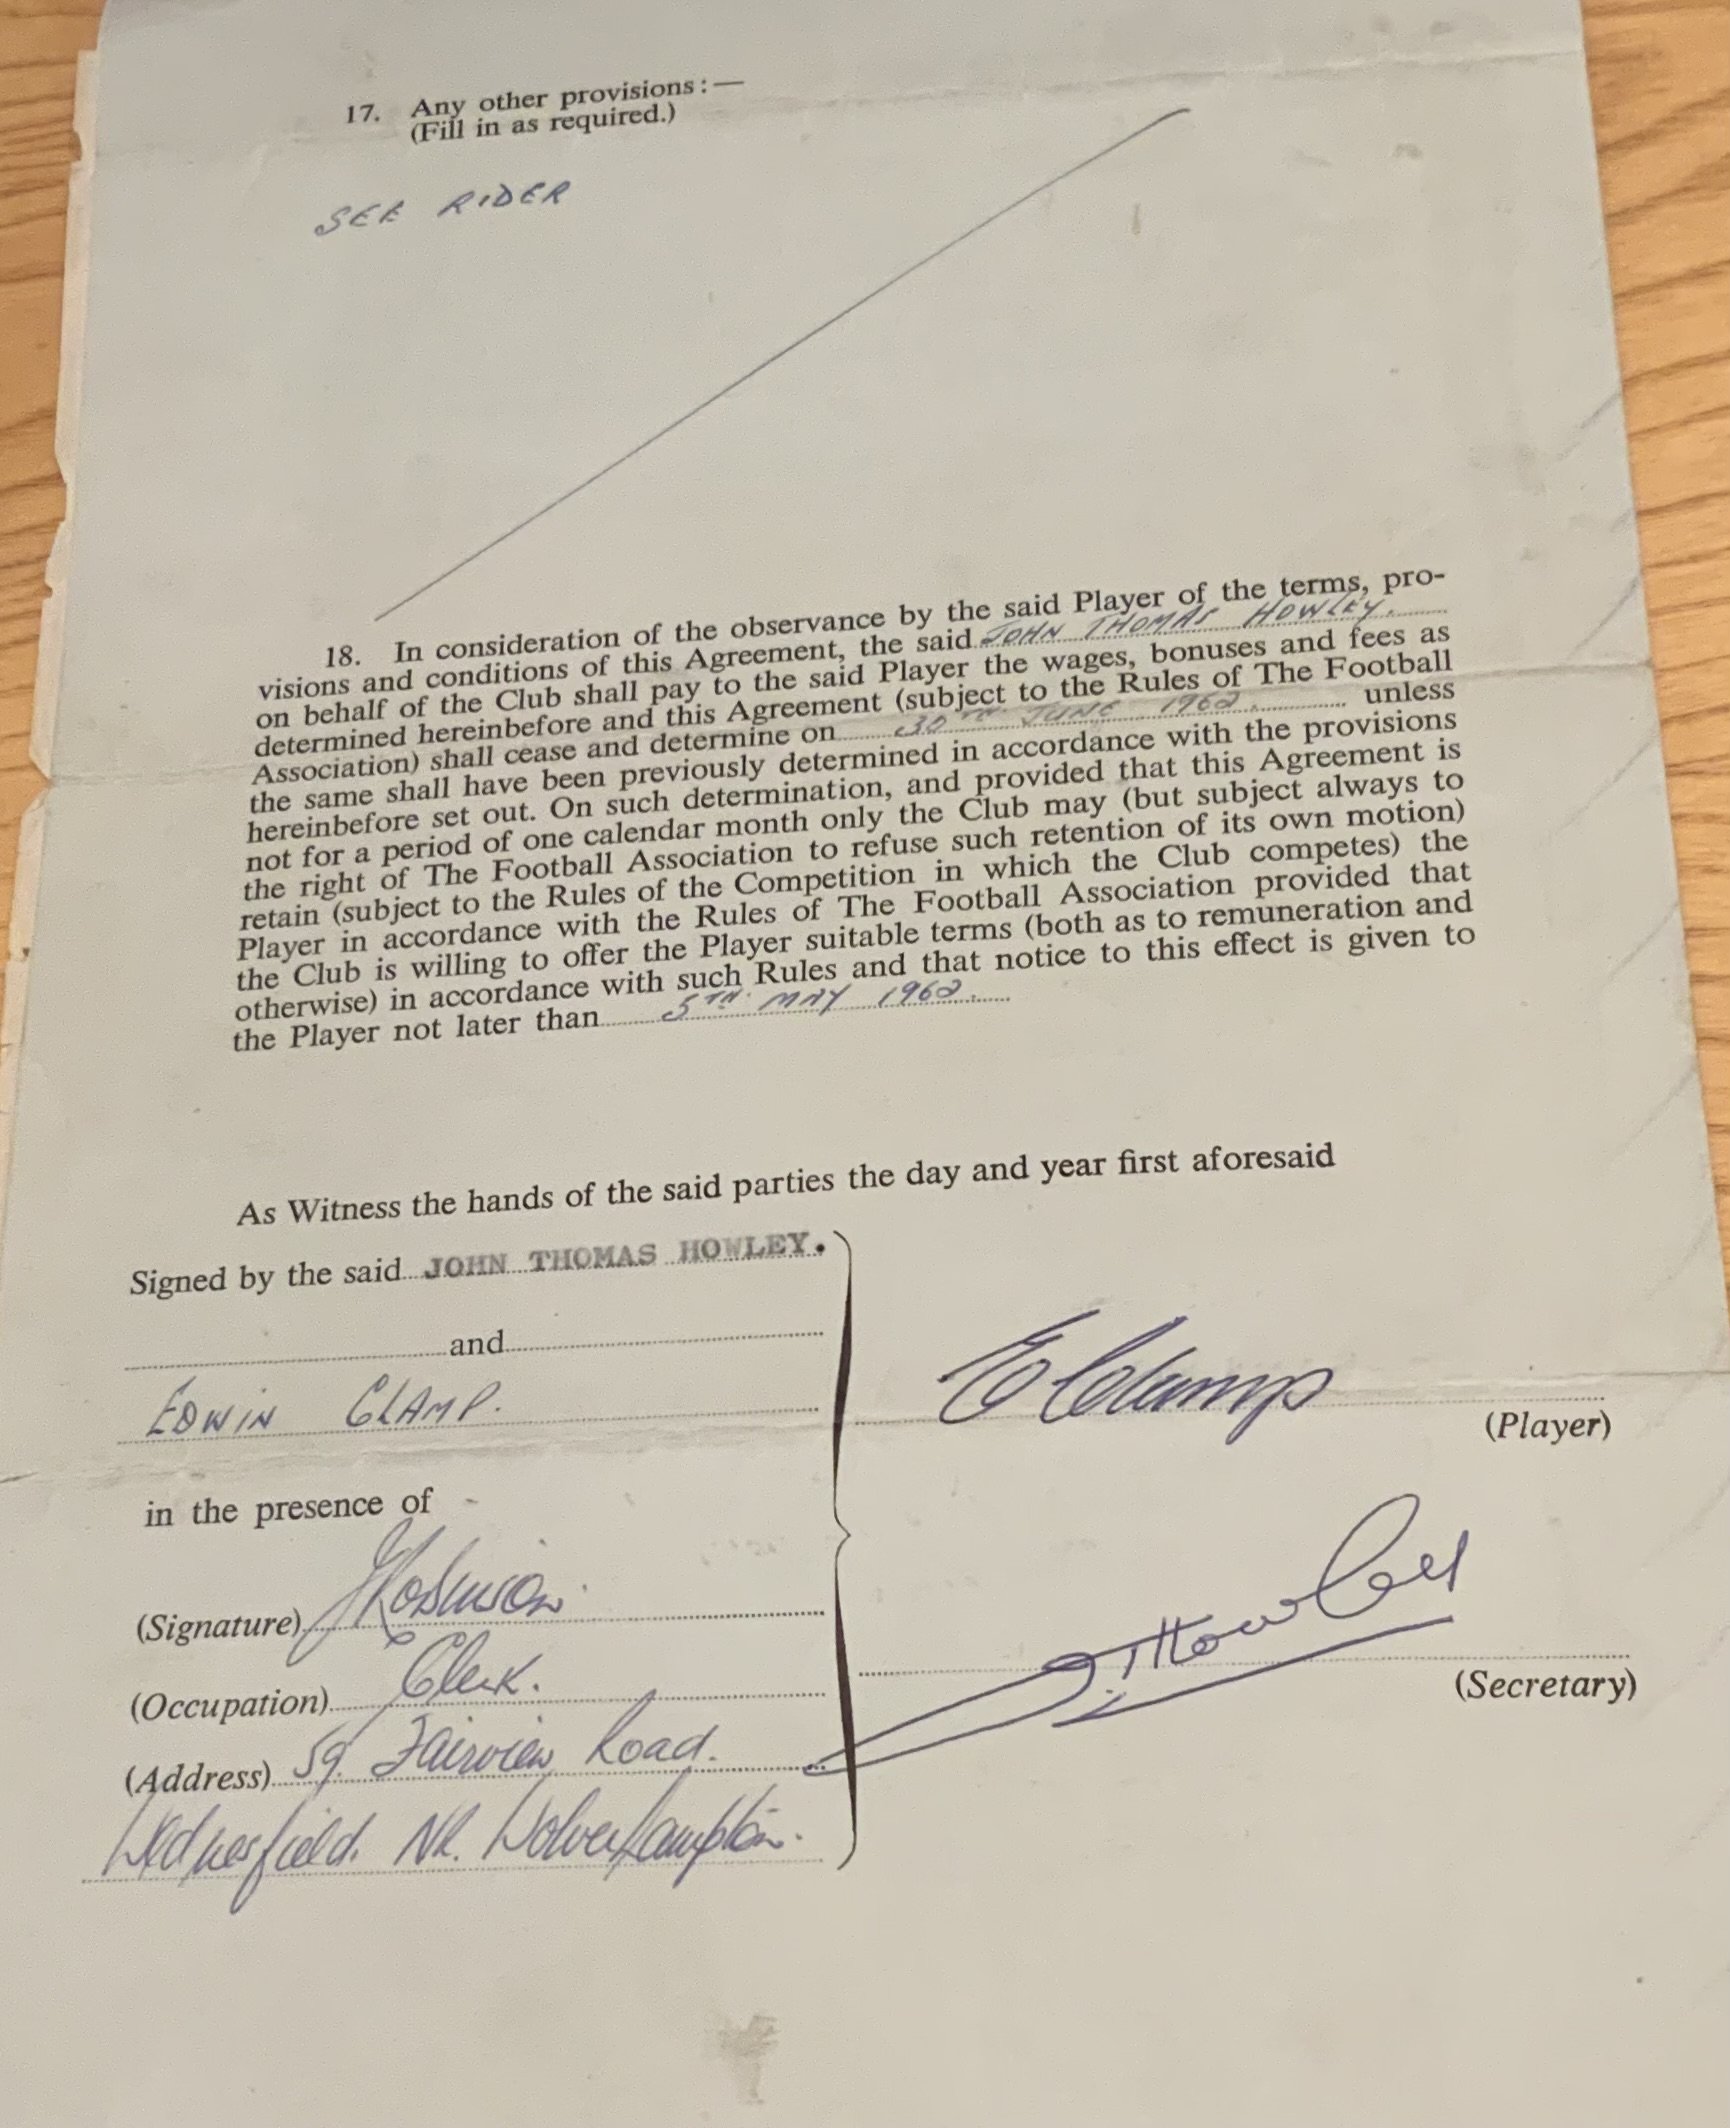 17. Any other provisions :—
(Fill in as required.)
SEE RIDER
18. In consideration of the observance by the said Player of the terms, pro-
visions and conditions of this Agreement, the said JOHN THOMAS HOWLEY.
on behalf of the Club shall pay to the said Player the wages, bonuses and fees as
determined hereinbefore and this Agreement (subject to the Rules of The Football
Association) shall cease and determine on 30TH JUNE 1962. unless
the same shall have been previously determined in accordance with the provisions
hereinbefore set out. On such determination, and provided that this Agreement is
not for a period of one calendar month only the Club may (but subject always to
the right of The Football Association to refuse such retention of its own motion)
retain (subject to the Rules of the Competition in which the Club competes) the
Player in accordance with the Rules of The Football Association provided that
the Club is willing to offer the Player suitable terms (both as to remuneration and
otherwise) in accordance with such Rules and that notice to this effect is given to
the Player not later than 5TH. MAY 1962.
As Witness the hands of the said parties the day and year first aforesaid
Signed by the said JOHN THOMAS HOWLEY.
and
EDWIN CLAMP.
E Clamp
(Player)
in the presence of
(Signature) J Robinson.
(Occupation) Clerk.
J. T. Howley
(Secretary)
(Address) 59. Fairview Road.
Wednesfield. Nr. Wolverhampton.